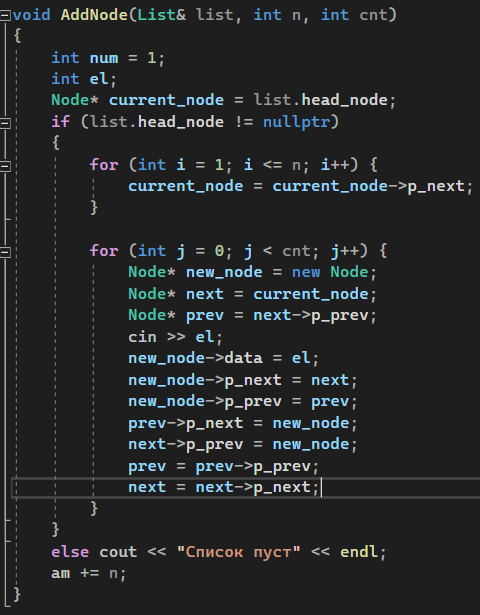 void AddNode(List& list, int n, int cnt)
{
    int num = 1;
    int el;
    Node* current_node = list.head_node;
    if (list.head_node != nullptr)
    {
        for (int i = 1; i <= n; i++) {
            current_node = current_node->p_next;
        }

        for (int j = 0; j < cnt; j++) {
            Node* new_node = new Node;
            Node* next = current_node;
            Node* prev = next->p_prev;
            cin >> el;
            new_node->data = el;
            new_node->p_next = next;
            new_node->p_prev = prev;
            prev->p_next = new_node;
            next->p_prev = new_node;
            prev = prev->p_prev;
            next = next->p_next;
        }
    }
    else cout << "Список пуст" << endl;
    am += n;
}